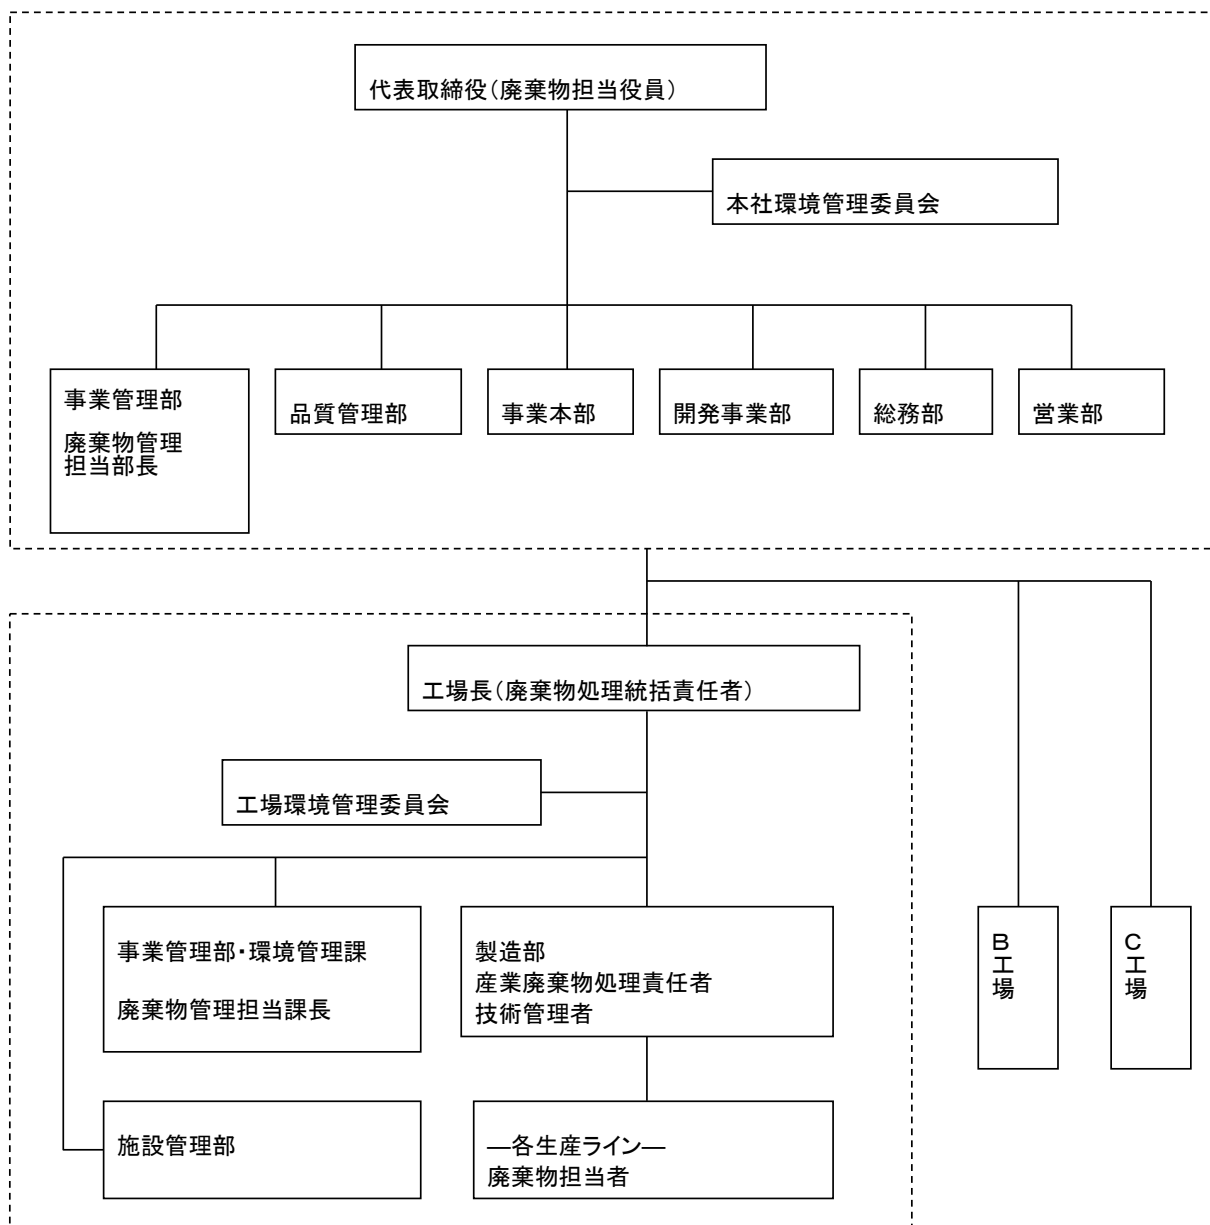 代表取締役（廃棄物担当役員）
本社環境管理委員会
事業管理部
廃棄物管理
担当部長
品質管理部
事業本部
開発事業部
総務部
営業部
工場長（廃棄物処理統括責任者）
工場環境管理委員会
事業管理部・環境管理課
廃棄物管理担当課長
製造部
産業廃棄物処理責任者
技術管理者
B工場
C工場
施設管理部
―各生産ライン―
廃棄物担当者